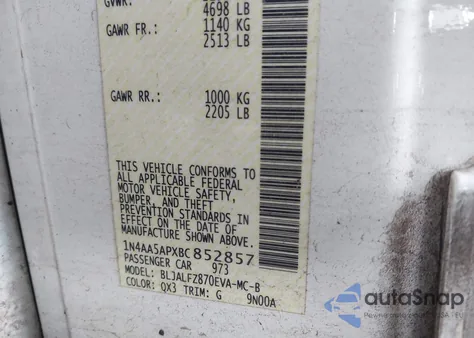 GVWR:
4698 LB
GAWR FR.: 1140 KG
2513 LB
GAWR RR.: 1000 KG
2205 LB
THIS VEHICLE CONFORMS TO
ALL APPLICABLE FEDERAL
MOTOR VEHICLE SAFETY,
BUMPER, AND THEFT
PREVENTION STANDARDS IN
EFFECT ON THE DATE OF
MANUFACTURE SHOWN ABOVE.
1N4AA5APXBC852857
PASSENGER CAR 973
MODEL: BLJALFZ870EVA-MC-B
COLOR: QX3 TRIM: G 9N00A
autoSnap